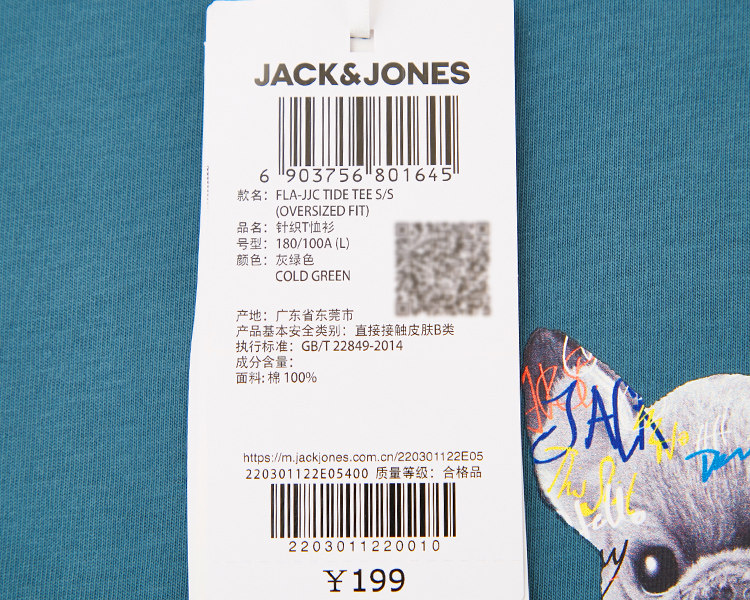 JACK&JONES
6 903756 801645
款名： FLA-JJC TIDE TEE S/S
(OVERSIZED FIT)
品名： 针织T恤衫
号型： 180/100A (L)
颜色： 灰绿色
COLD GREEN
产地： 广东省东莞市
产品基本安全类别： 直接接触皮肤B类
执行标准： GB/T 22849-2014
成分含量：
面料: 棉 100%
https://m.jackjones.com.cn/220301122E05
220301122E05400 质量等级: 合格品
2203011220010
￥199
JACK